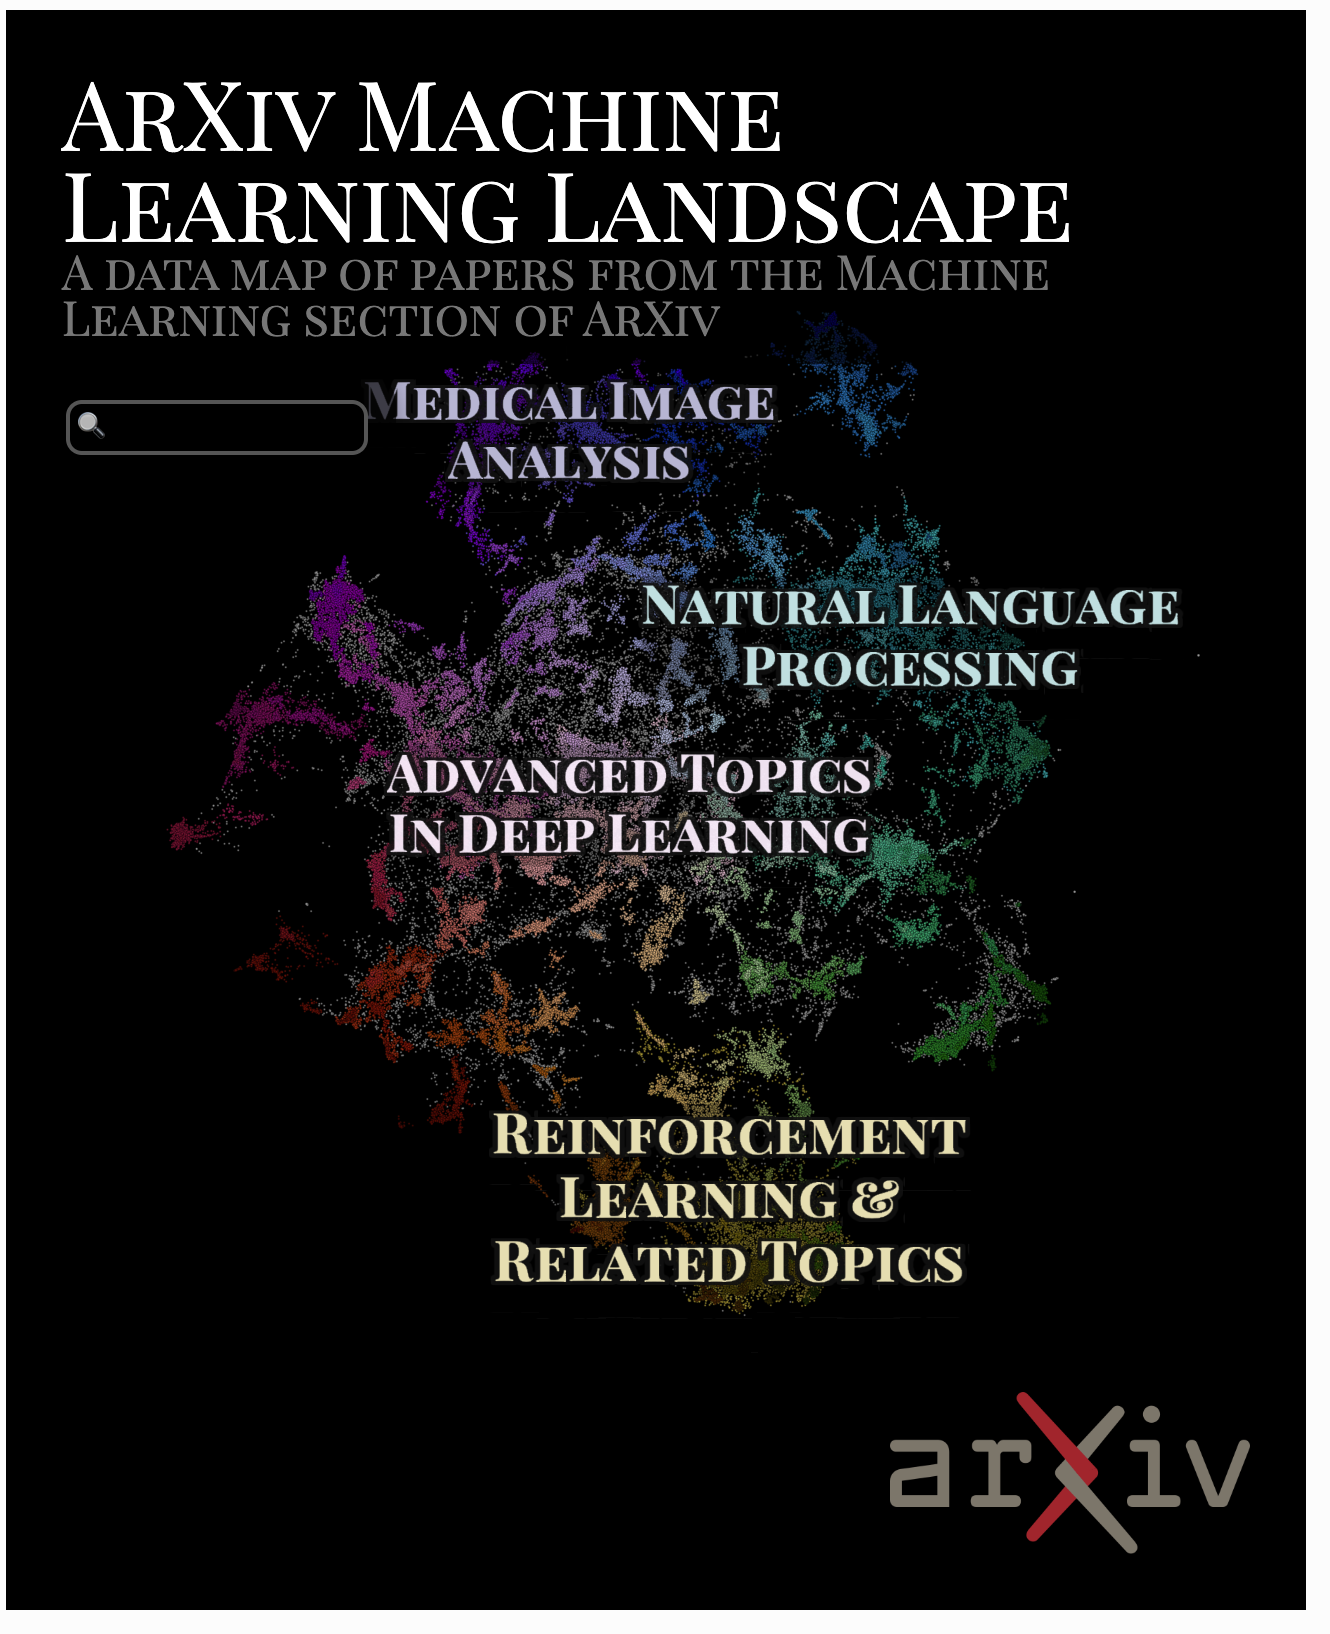 ArXiv Machine
Learning Landscape
A data map of papers from the Machine
Learning section of ArXiv
Medical Image
Analysis
Natural Language
Processing
Advanced Topics
In Deep Learning
Reinforcement
Learning &
Related Topics
arXiv